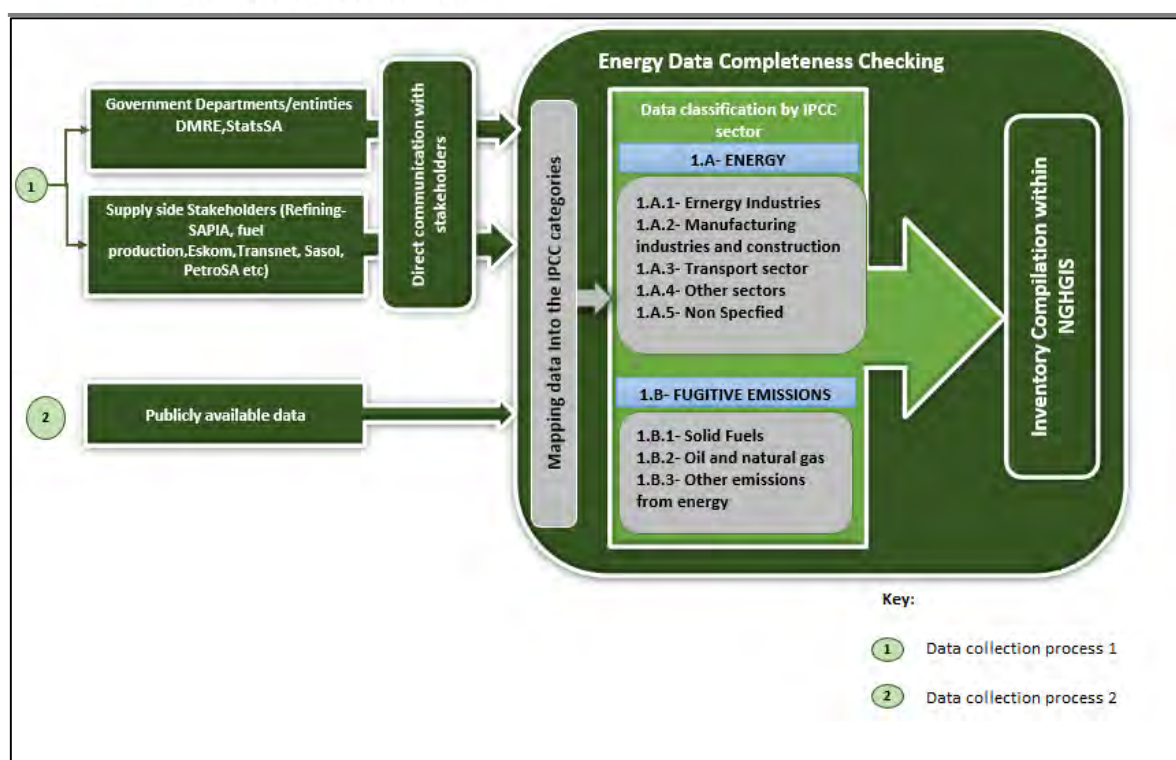 Government Departments/entinties
DMRE,StatsSA
1
Supply side Stakeholders (Refining-
SAPIA, fuel
production,Eskom,Transnet, Sasol,
PetroSA etc)
Direct communication with
stakeholders
2
Publicly available data
Energy Data Completeness Checking
Mapping data Into the IPCC categories
Data classification by IPCC
sector
1.A- ENERGY
1.A.1- Ernergy Industries
1.A.2- Manufacturing
industries and construction
1.A.3- Transport sector
1.A.4- Other sectors
1.A.5- Non Specfied
1.B- FUGITIVE EMISSIONS
1.B.1- Solid Fuels
1.B.2- Oil and natural gas
1.B.3- Other emissions
from energy
Inventory Compilation within
NGHGIS
Key:
1 Data collection process 1
2 Data collection process 2